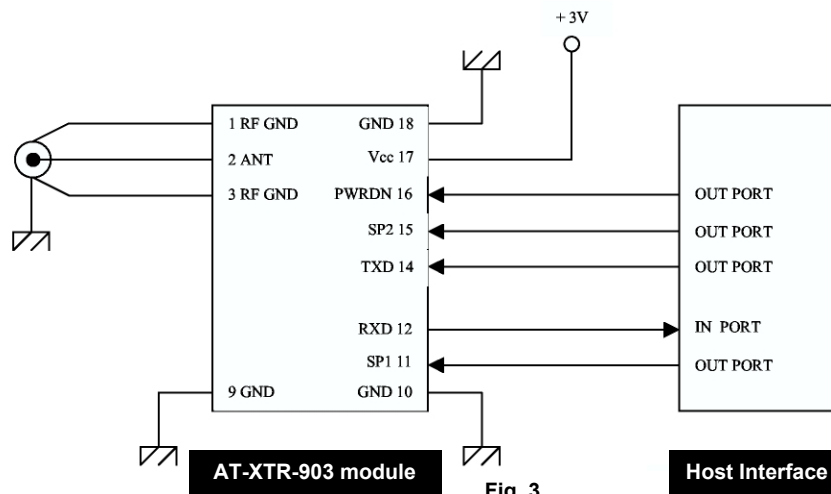 + 3V
1 RF GND
GND 18
2 ANT
Vcc 17
3 RF GND
PWRDN 16
OUT PORT
SP2 15
OUT PORT
TXD 14
OUT PORT
RXD 12
IN PORT
SP1 11
OUT PORT
9 GND
GND 10
AT-XTR-903 module
Host Interface
Fig. 3